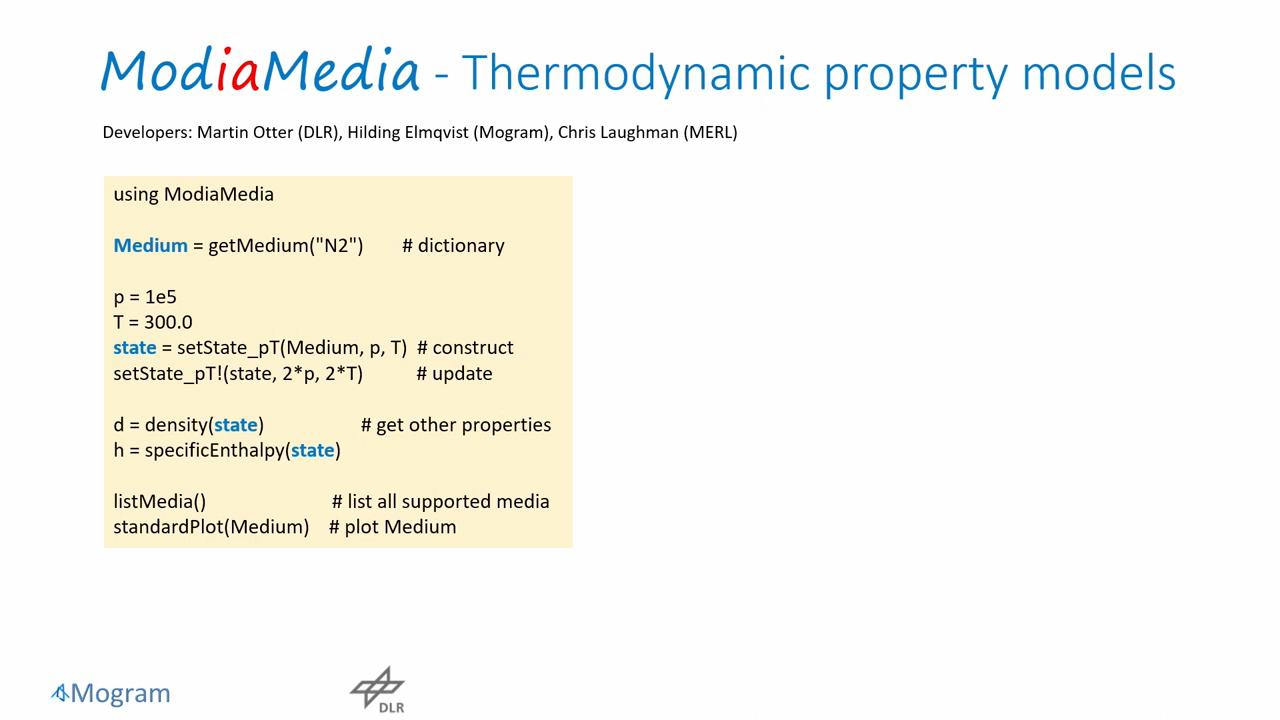 ModiaMedia - Thermodynamic property models
Developers: Martin Otter (DLR), Hilding Elmqvist (Mogram), Chris Laughman (MERL)
using ModiaMedia
Medium = getMedium("N2") # dictionary
p = 1e5
T = 300.0
state = setState_pT(Medium, p, T) # construct
setState_pT!(state, 2*p, 2*T) # update
d = density(state) # get other properties
h = specificEnthalpy(state)
listMedia() # list all supported media
standardPlot(Medium) # plot Medium
Mogram
DLR